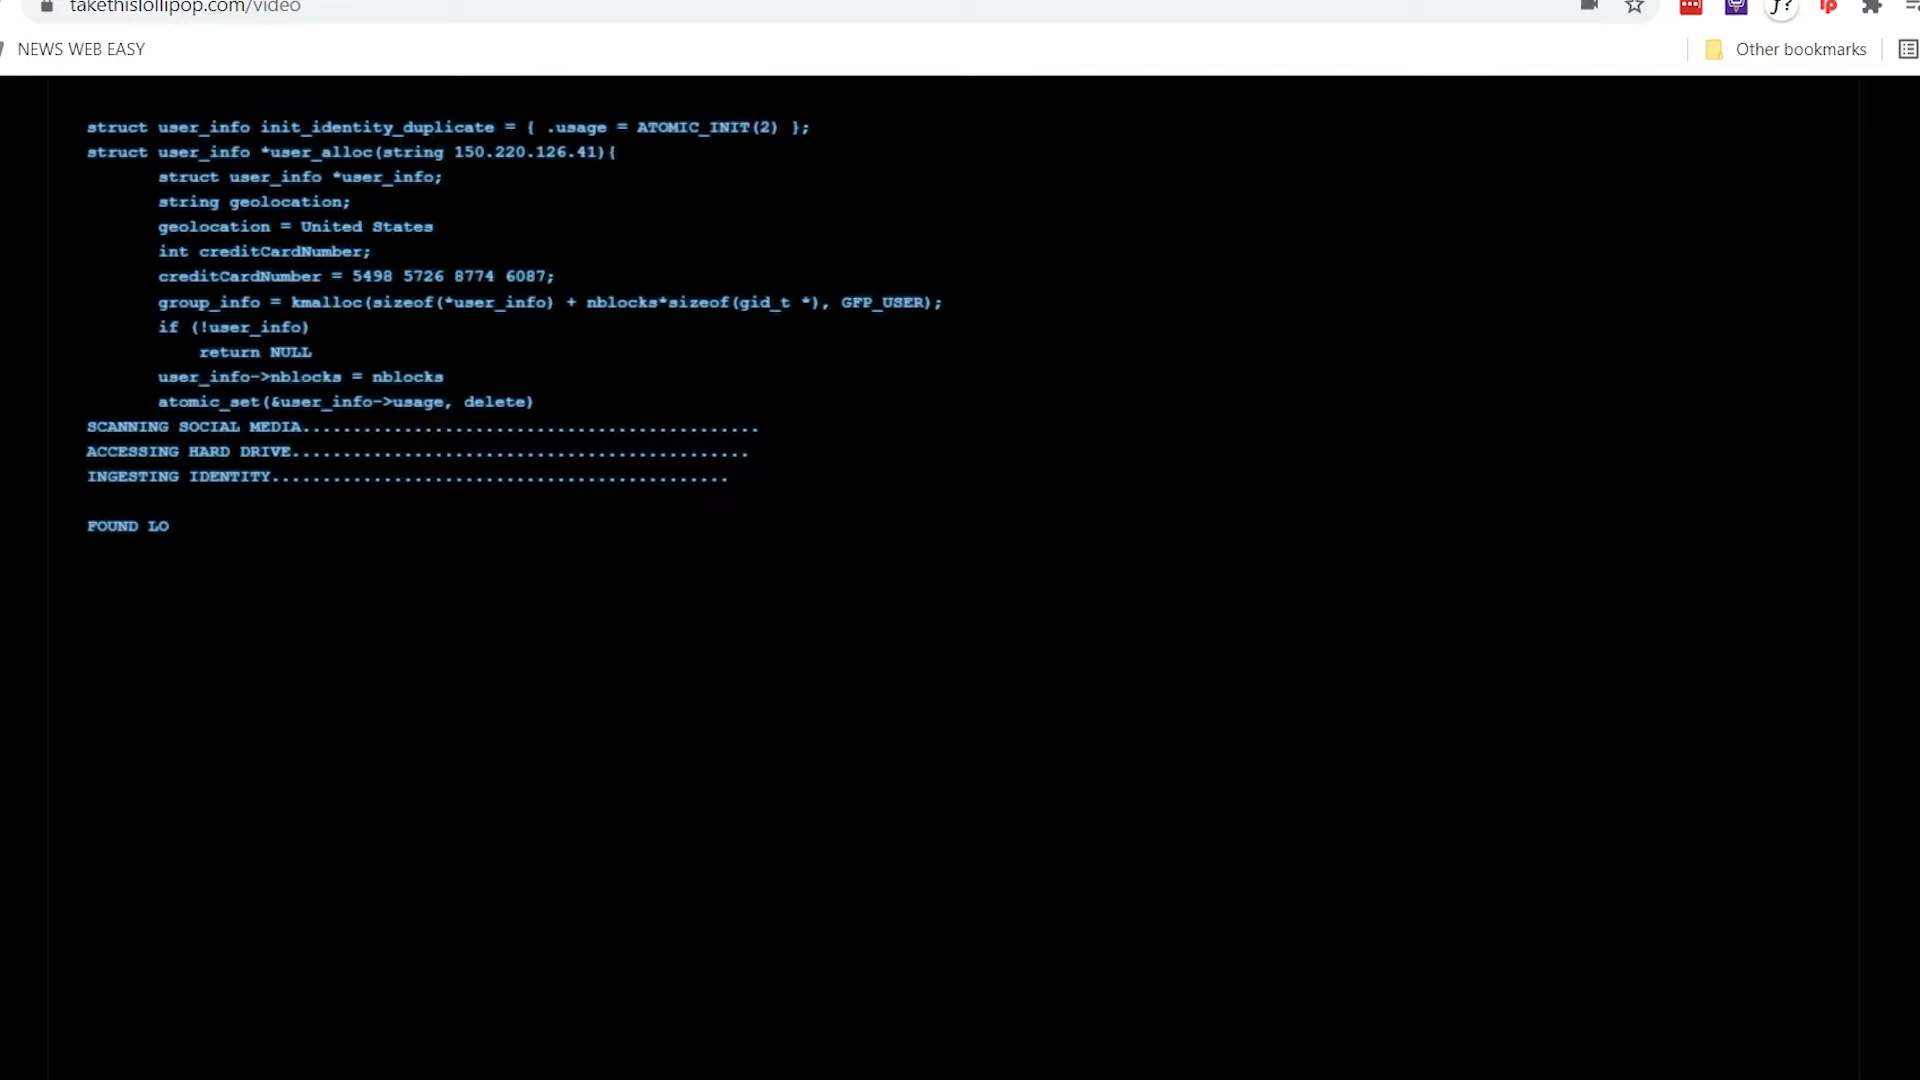 takethislollipop.com/video
NEWS WEB EASY
Other bookmarks
struct user_info init_identity_duplicate = { .usage = ATOMIC_INIT(2) };
struct user_info *user_alloc(string 150.220.126.41){
struct user_info *user_info;
string geolocation;
geolocation = United States
int creditCardNumber;
creditCardNumber = 5498 5726 8774 6087;
group_info = kmalloc(sizeof(*user_info) + nblocks*sizeof(gid_t *), GFP_USER);
if (!user_info)
return NULL
user_info->nblocks = nblocks
atomic_set(&user_info->usage, delete)
SCANNING SOCIAL MEDIA.............................................
ACCESSING HARD DRIVE.............................................
INGESTING IDENTITY.............................................
FOUND LO